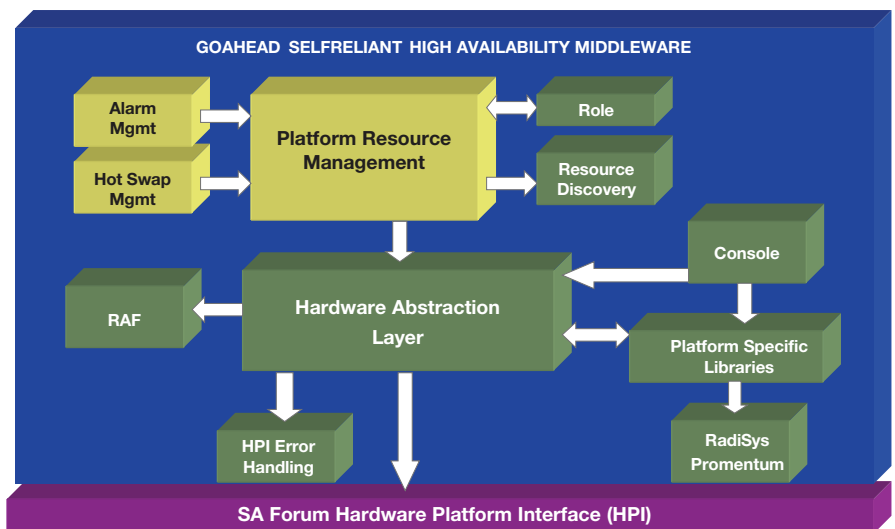 GOAHEAD SELFRELIANT HIGH AVAILABILITY MIDDLEWARE
Alarm
Mgmt
Hot Swap
Mgmt
Platform Resource
Management
Role
Resource
Discovery
Console
RAF
Hardware Abstraction
Layer
Platform Specific
Libraries
HPI Error
Handling
RadiSys
Promentum
SA Forum Hardware Platform Interface (HPI)